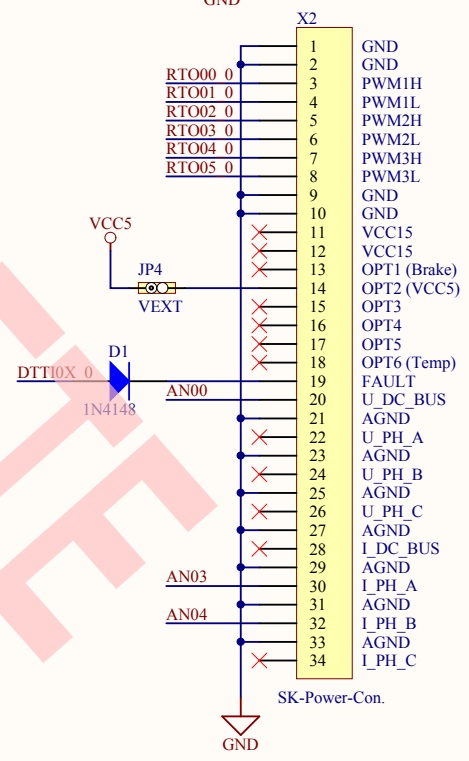 GND
X2
1 GND
2 GND
RTO00_0 3 PWM1H
RTO01_0 4 PWM1L
RTO02_0 5 PWM2H
RTO03_0 6 PWM2L
RTO04_0 7 PWM3H
RTO05_0 8 PWM3L
9 GND
10 GND
VCC5 11 VCC15
12 VCC15
JP4 13 OPT1 (Brake)
14 OPT2 (VCC5)
VEXT 15 OPT3
16 OPT4
D1 17 OPT5
18 OPT6 (Temp)
DTTI0X_0 19 FAULT
1N4148 AN00 20 U_DC_BUS
21 AGND
22 U_PH_A
23 AGND
24 U_PH_B
25 AGND
26 U_PH_C
27 AGND
28 I_DC_BUS
29 AGND
AN03 30 I_PH_A
31 AGND
AN04 32 I_PH_B
33 AGND
34 I_PH_C
SK-Power-Con.
GND